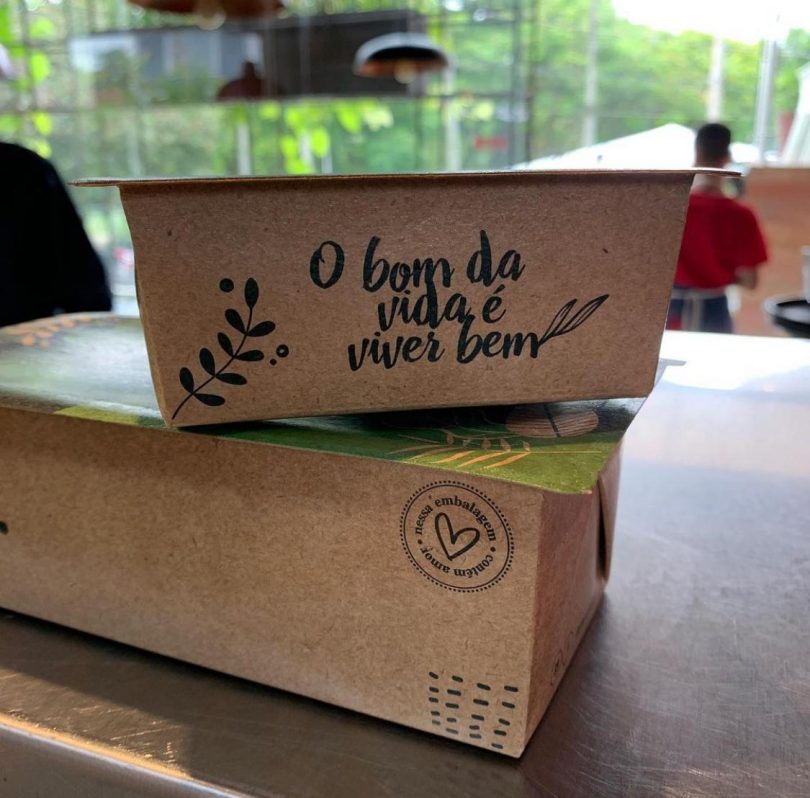 O bom da
vida é
viver bem
nessa embalagem
contém amor